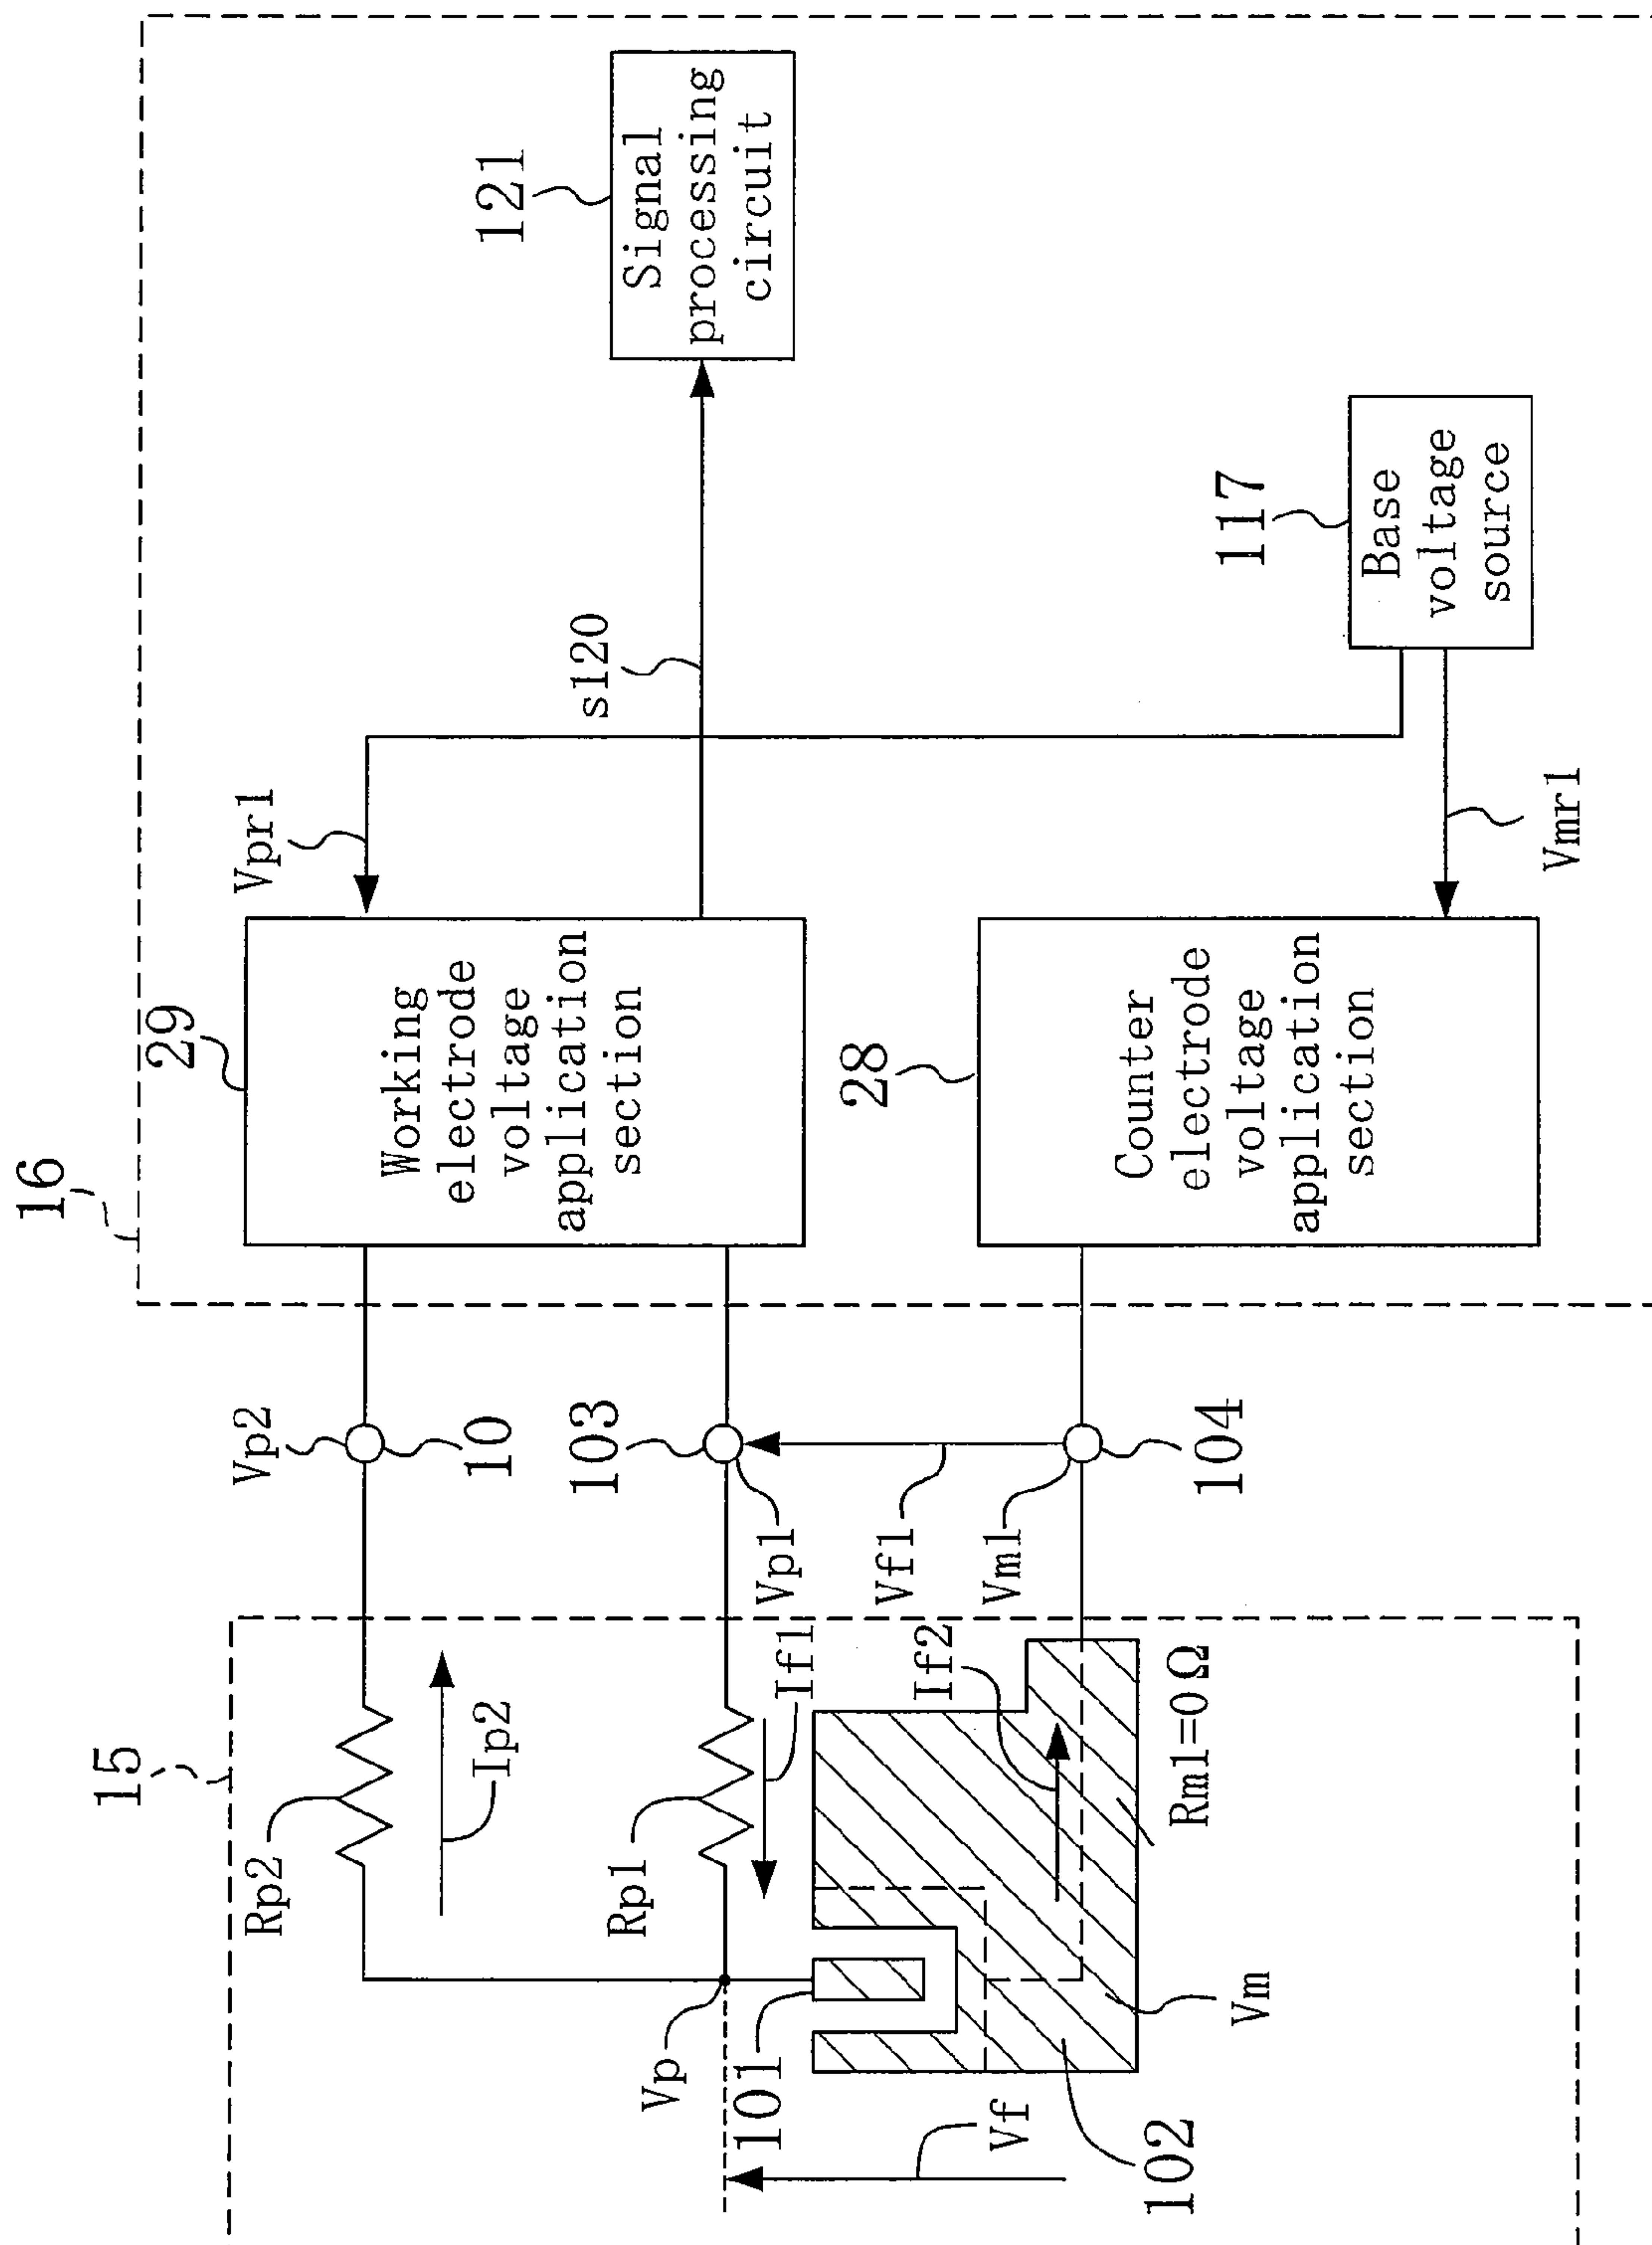 15
16
Rp2
Ip2
Vp2
10
29
Working
electrode
voltage
application
section
Vpr1
s120
121
Signal
processing
circuit
Vp
101
Rp1
If1
103
Vp1
Vf
Vf1
102
Vm
If2
Rm1=0Ω
Vm1
104
28
Counter
electrode
voltage
application
section
Vmr1
117
Base
voltage
source